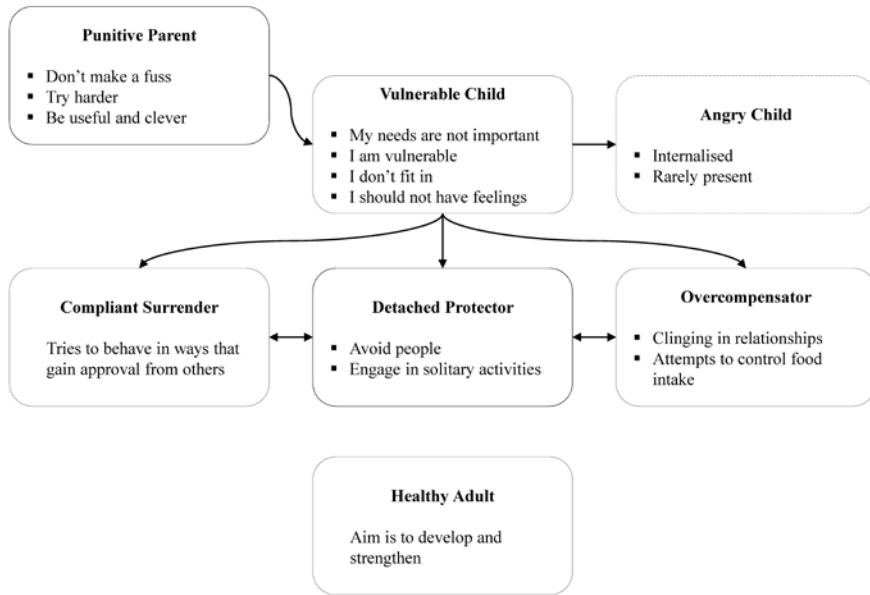 Punitive Parent
▪ Don't make a fuss
▪ Try harder
▪ Be useful and clever
Vulnerable Child
▪ My needs are not important
▪ I am vulnerable
▪ I don't fit in
▪ I should not have feelings
Angry Child
▪ Internalised
▪ Rarely present
Compliant Surrender
Tries to behave in ways that
gain approval from others
Detached Protector
▪ Avoid people
▪ Engage in solitary activities
Overcompensator
▪ Clinging in relationships
▪ Attempts to control food
intake
Healthy Adult
Aim is to develop and
strengthen